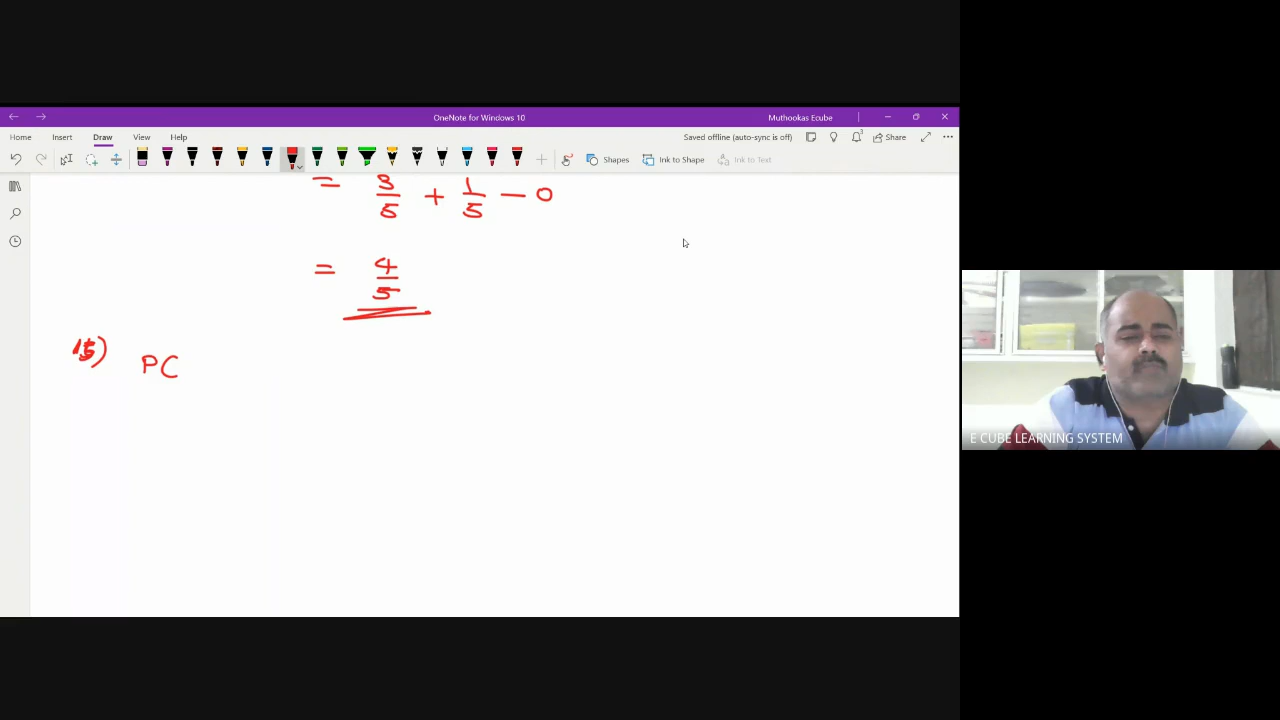 OneNote for Windows 10
Muthookas Ecube
Home Insert Draw View Help
Saved offline (auto-sync is off)
Share
Shapes
Ink to Shape
Ink to Text
= 3/5 + 1/5 - 0
= 4/5
15) PC
E CUBE LEARNING SYSTEM